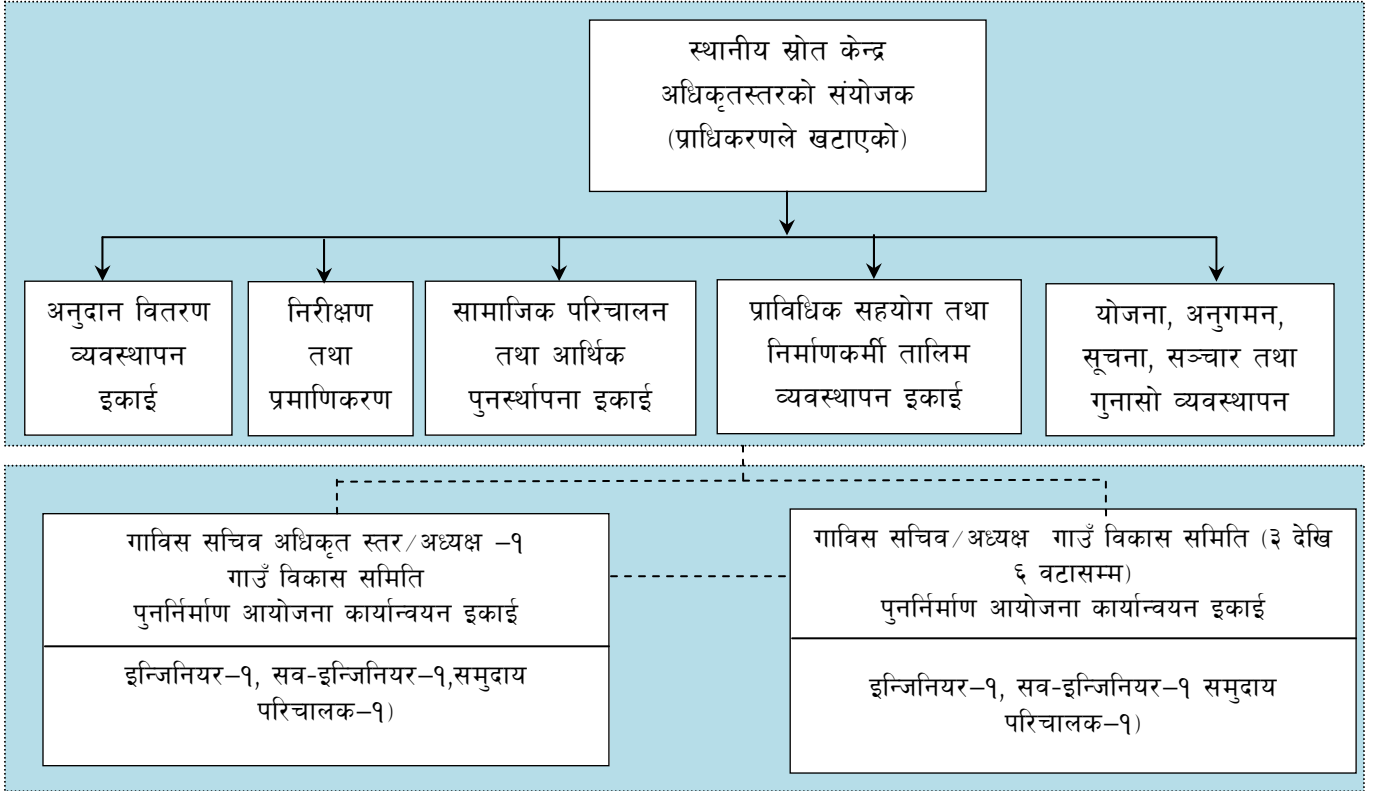 स्थानीय स्रोत केन्द्र
अधिकृतस्तरको संयोजक
(प्राधिकरणले खटाएको)
अनुदान वितरण
व्यवस्थापन
इकाई
निरीक्षण
तथा
प्रमाणिकरण
सामाजिक परिचालन
तथा आर्थिक
पुनर्स्थापना इकाई
प्राविधिक सहयोग तथा
निर्माणकर्मी तालिम
व्यवस्थापन इकाई
योजना, अनुगमन,
सूचना, सञ्चार तथा
गुनासो व्यवस्थापन
गाविस सचिव अधिकृत स्तर/अध्यक्ष –१
गाउँ विकास समिति
पुनर्निर्माण आयोजना कार्यान्वयन इकाई
इन्जिनियर–१, सव-इन्जिनियर–१,समुदाय
परिचालक–१)
गाविस सचिव/अध्यक्ष गाउँ विकास समिति (३ देखि
६ वटासम्म)
पुनर्निर्माण आयोजना कार्यान्वयन इकाई
इन्जिनियर–१, सव-इन्जिनियर–१ समुदाय
परिचालक–१)